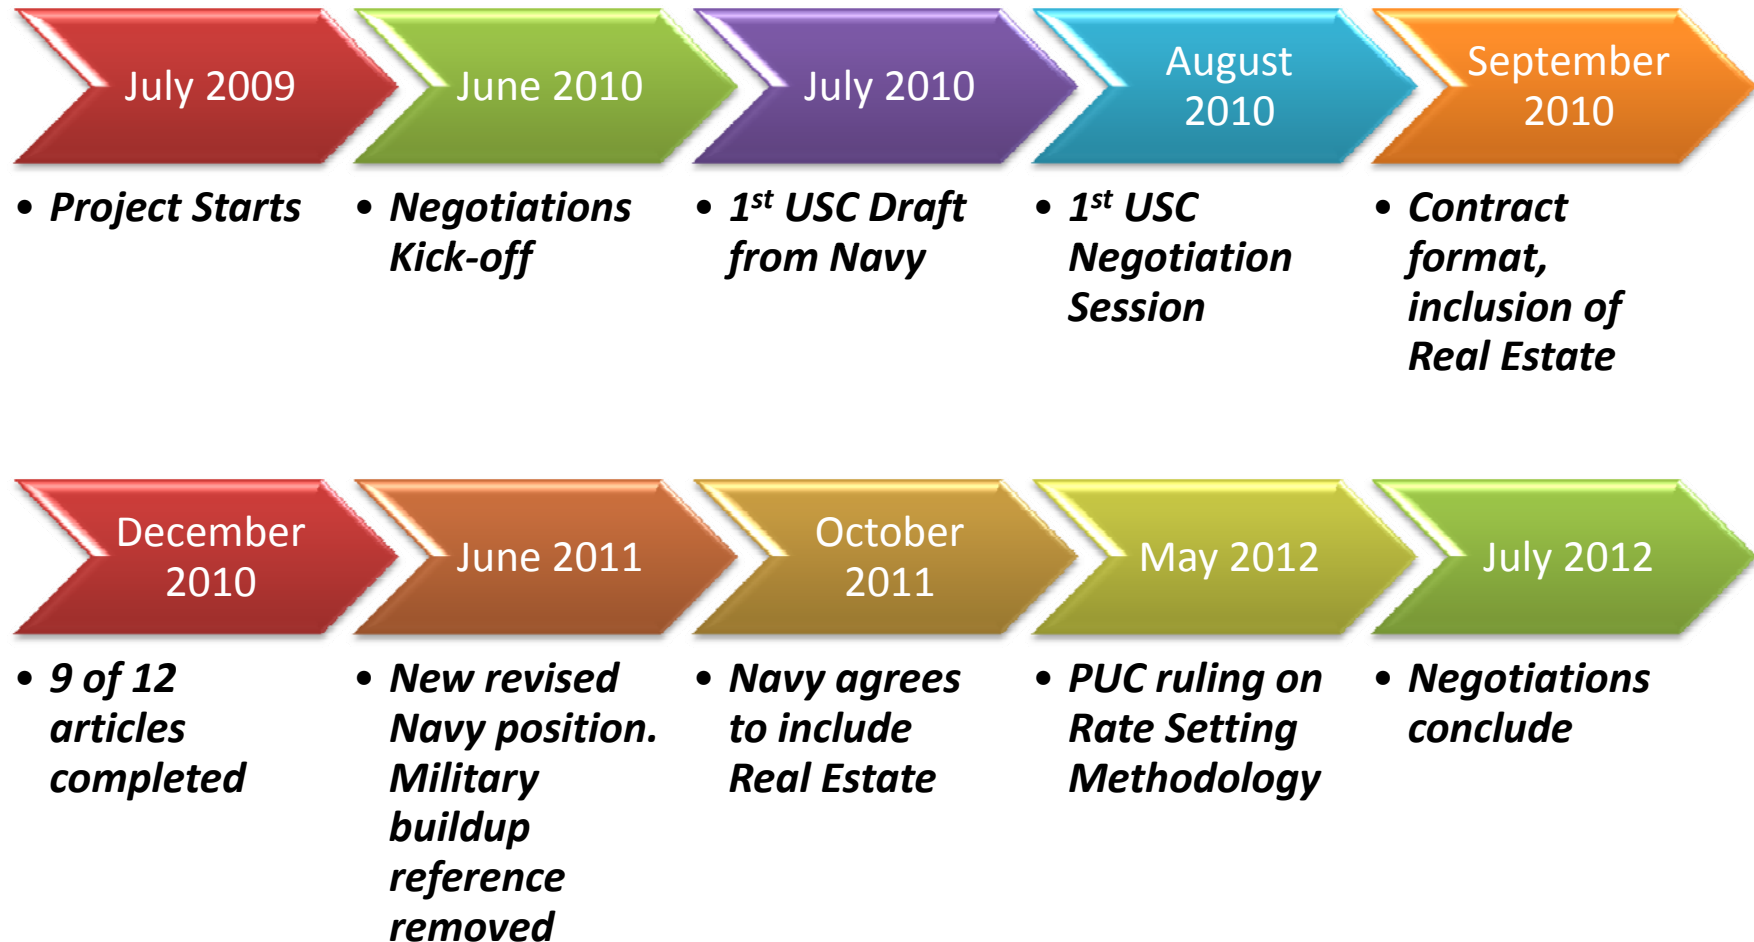 July 2009
June 2010
July 2010
August
2010
September
2010
• Project Starts
• Negotiations
Kick-off
• 1st USC Draft
from Navy
• 1st USC
Negotiation
Session
• Contract
format,
inclusion of
Real Estate
December
2010
June 2011
October
2011
May 2012
July 2012
• 9 of 12
articles
completed
• New revised
Navy position.
Military
buildup
reference
removed
• Navy agrees
to include
Real Estate
• PUC ruling on
Rate Setting
Methodology
• Negotiations
conclude